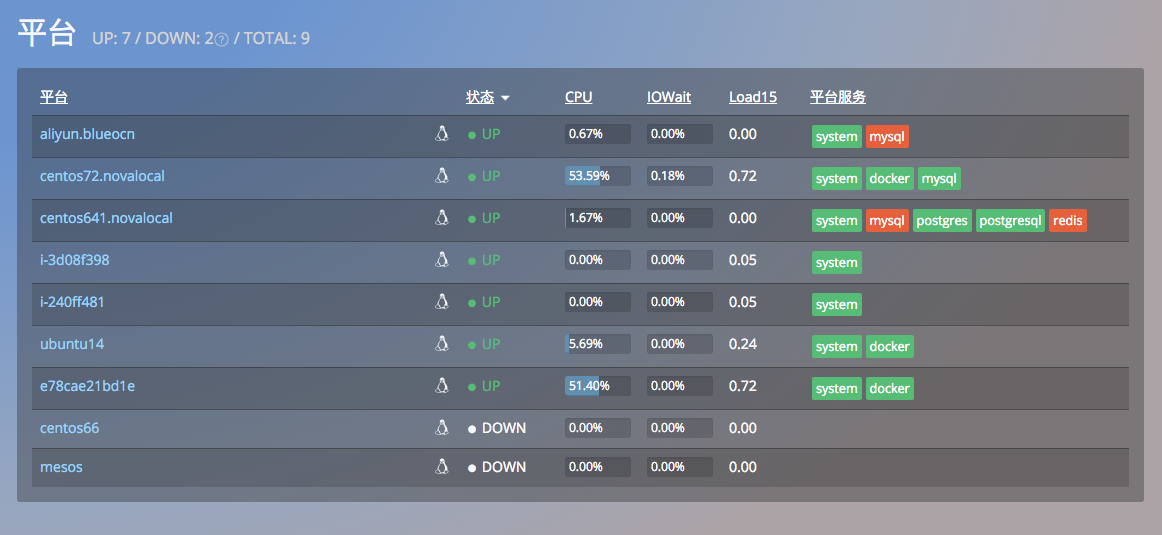 平台 UP: 7 / DOWN: 2? / TOTAL: 9
平台 状态 CPU IOWait Load15 平台服务
aliyun.blueocn UP 0.67% 0.00% 0.00 system mysql
centos72.novalocal UP 53.59% 0.18% 0.72 system docker mysql
centos641.novalocal UP 1.67% 0.00% 0.00 system mysql postgres postgresql redis
i-3d08f398 UP 0.00% 0.00% 0.05 system
i-240ff481 UP 0.00% 0.00% 0.05 system
ubuntu14 UP 5.69% 0.00% 0.24 system docker
e78cae21bd1e UP 51.40% 0.00% 0.72 system docker
centos66 DOWN 0.00% 0.00% 0.00
mesos DOWN 0.00% 0.00% 0.00